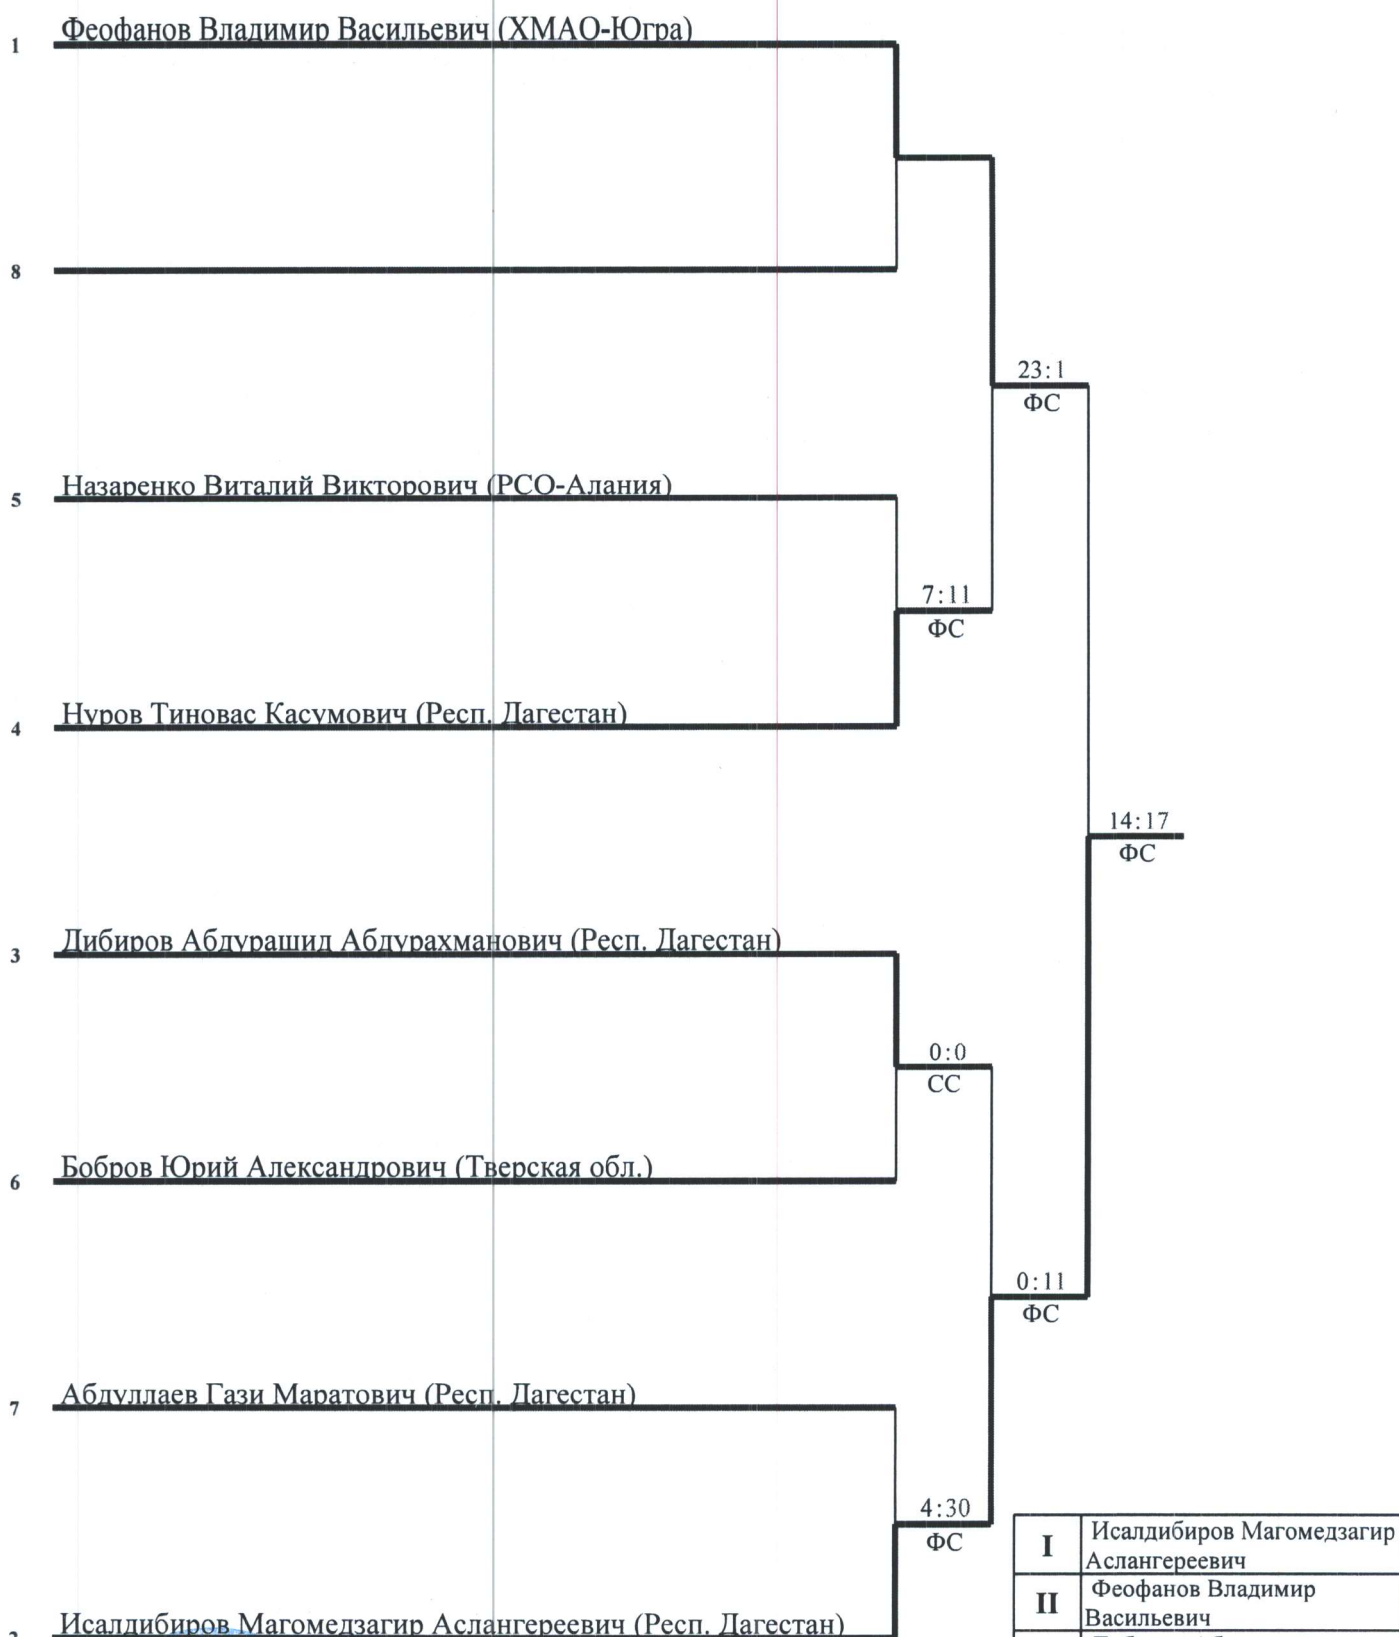 1 Феофанов Владимир Васильевич (ХМАО-Югра)
8
23:1
ФС
5 Назаренко Виталий Викторович (РСО-Алания)
7:11
ФС
4 Нуров Тиновас Касумович (Респ. Дагестан)
14:17
ФС
3 Дибиров Абдурашид Абдурахманович (Респ. Дагестан)
0:0
СС
6 Бобров Юрий Александрович (Тверская обл.)
0:11
ФС
7 Абдуллаев Гази Маратович (Респ. Дагестан)
4:30
ФС
I Исалдибиров Магомедзагир
Аслангереевич
II Феофанов Владимир
Васильевич
Исалдибиров Магомедзагир Аслангереевич (Респ. Дагестан)